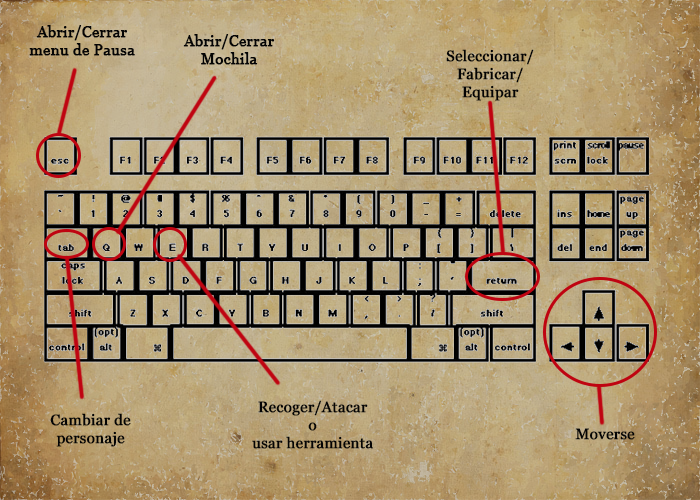 Abrir/Cerrar
menu de Pausa
Abrir/Cerrar
Mochila
Seleccionar/
Fabricar/
Equipar
esc F1 F2 F3 F4 F5 F6 F7 F8 F9 F10 F11 F12 print scrn scroll lock pause
~ ` ! 1 @ 2 # 3 $ 4 % 5 6 & 7 * 8 ( 9 ) 0 _ - + = delete ins home page up
tab Q W E R T Y U I O P { [ } ] | \ del end page down
caps lock A S D F G H J K L : ; " ' return
shift Z X C V B N M < , > . ? / shift
control (opt) alt ⌘ ⌘ (opt) alt control
Cambiar de
personaje
Recoger/Atacar
o
usar herramienta
Moverse